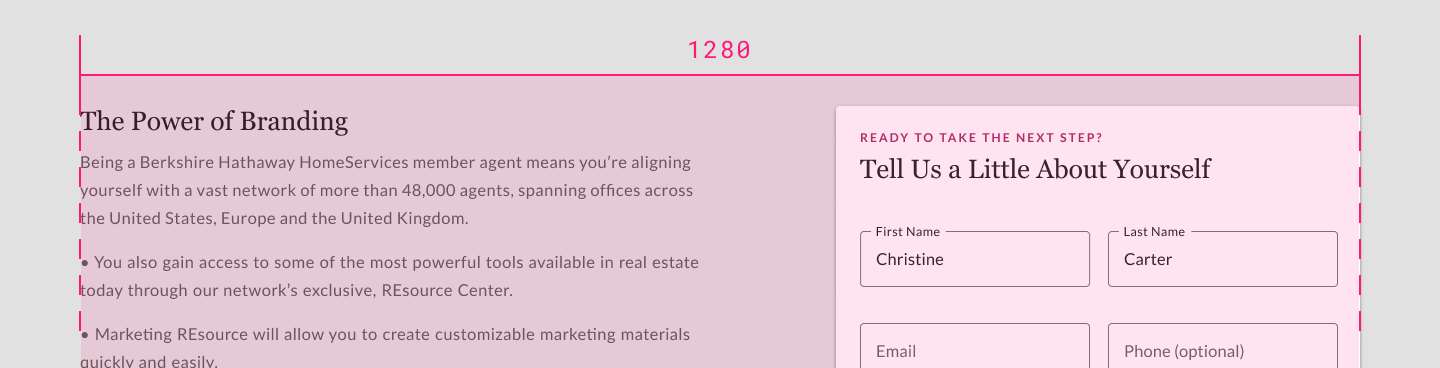 1280
The Power of Branding
Being a Berkshire Hathaway HomeServices member agent means you’re aligning
yourself with a vast network of more than 48,000 agents, spanning offices across
the United States, Europe and the United Kingdom.
• You also gain access to some of the most powerful tools available in real estate
today through our network’s exclusive, REsource Center.
• Marketing REsource will allow you to create customizable marketing materials
quickly and easily.
READY TO TAKE THE NEXT STEP?
Tell Us a Little About Yourself
First Name
Christine
Last Name
Carter
Email
Phone (optional)